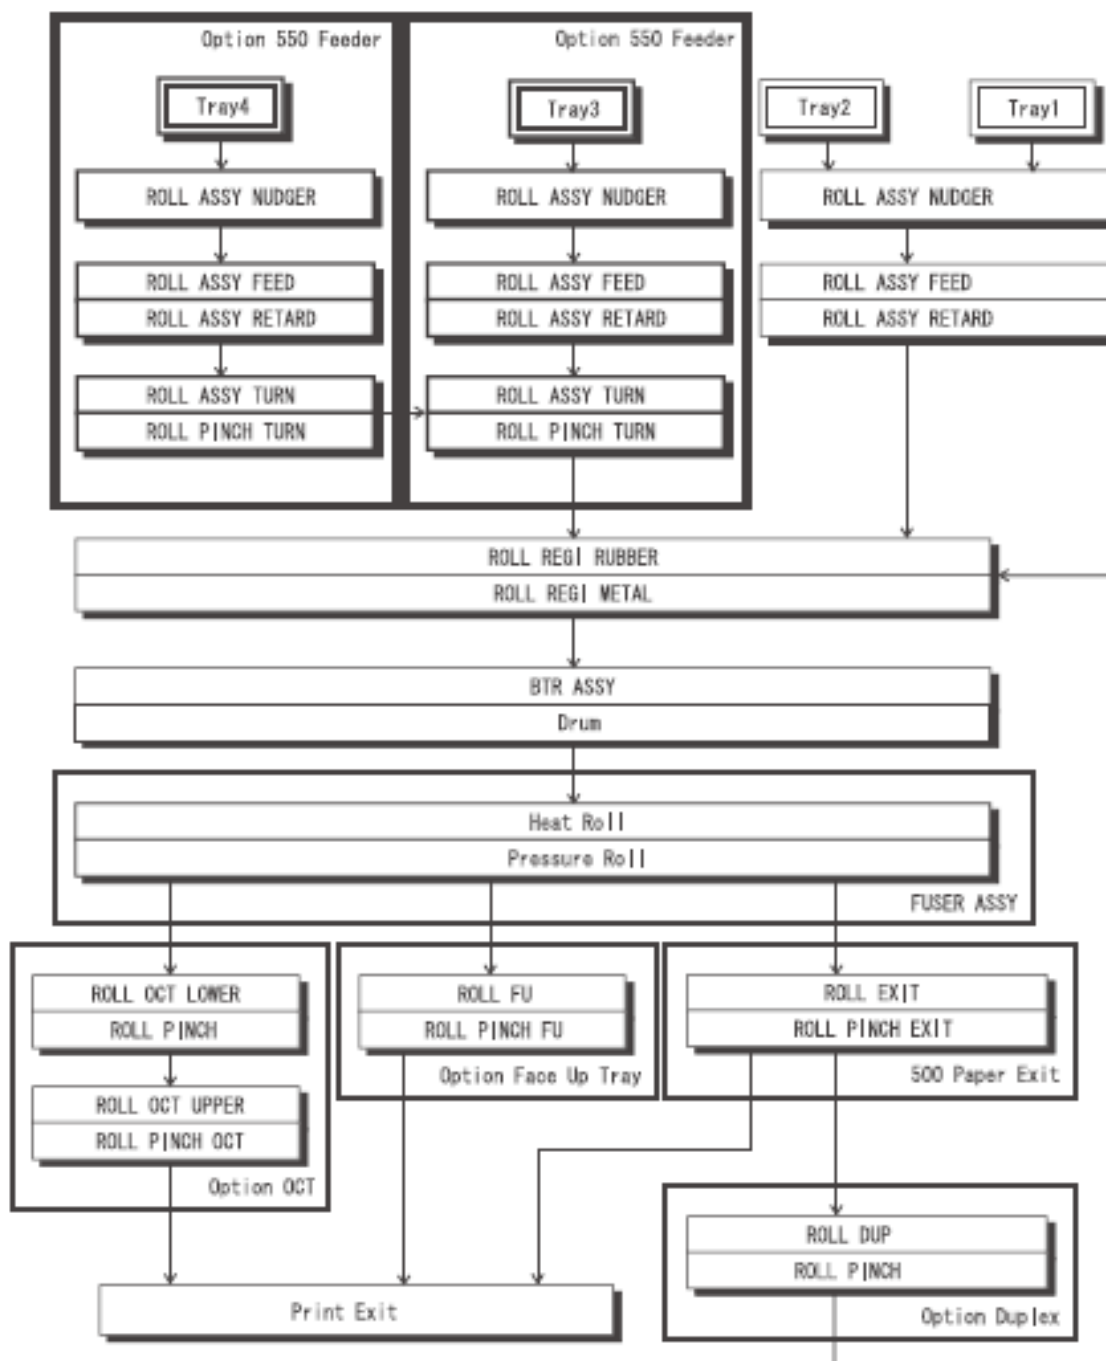 Option 550 Feeder
Option 550 Feeder
Tray4
Tray3
Tray2
Tray1
ROLL ASSY NUDGER
ROLL ASSY NUDGER
ROLL ASSY NUDGER
ROLL ASSY FEED
ROLL ASSY FEED
ROLL ASSY FEED
ROLL ASSY RETARD
ROLL ASSY RETARD
ROLL ASSY RETARD
ROLL ASSY TURN
ROLL ASSY TURN
ROLL PINCH TURN
ROLL PINCH TURN
ROLL REGI RUBBER
ROLL REGI METAL
BTR ASSY
Drum
Heat Roll
Pressure Roll
FUSER ASSY
ROLL OCT LOWER
ROLL PINCH
ROLL FU
ROLL PINCH FU
Option Face Up Tray
ROLL EXIT
ROLL PINCH EXIT
500 Paper Exit
ROLL OCT UPPER
ROLL PINCH OCT
Option OCT
ROLL DUP
ROLL PINCH
Option Duplex
Print Exit